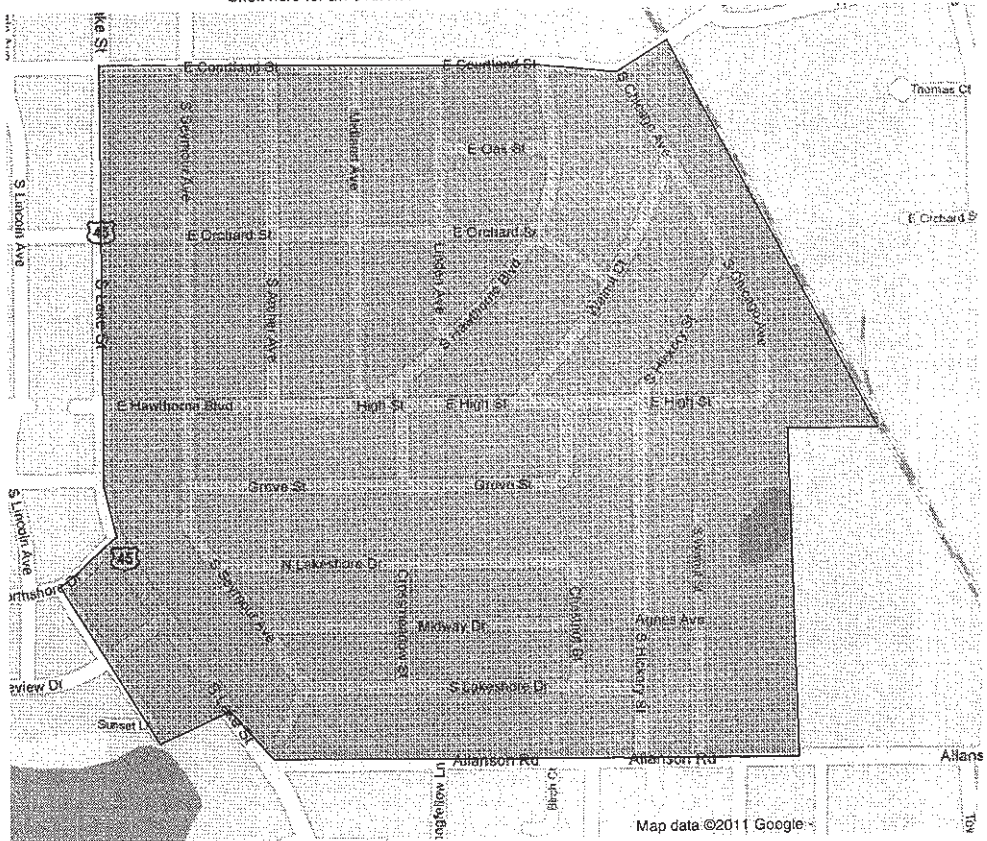 E Courtland St
E Courtland St
S Chicago Ave
Thomas Ct
S Seymour Ave
E Oak St
S Lincoln Ave
E Orchard St
45
E Orchard St
E Orchard St
Linden Ave
S Hawthorne Blvd
Walnut Ct
S Chicago Ave
S Lake St
S Archer Ave
S Hickory St
E Hawthorne Blvd
High St
E High St
E High St
Grove St
Grove St
S Lincoln Ave
45
N Lakeshore Dr
S Seymour Ave
Midway Dr
Agnes Ave
S Hickory St
S Lakeshore Dr
eview Dr
S Lake St
Sunset Ln
Allanson Rd
Allanson Rd
Allans
Birch Ct
Map data ©2011 Google